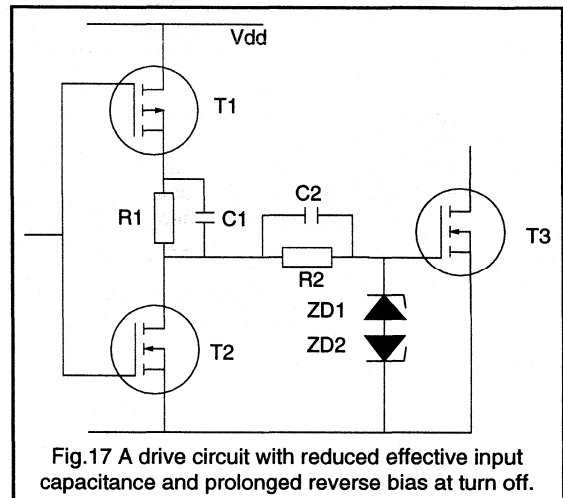 Vdd
T1
R1
C1
C2
R2
T3
ZD1
ZD2
T2
Fig.17 A drive circuit with reduced effective input
capacitance and prolonged reverse bias at turn off.